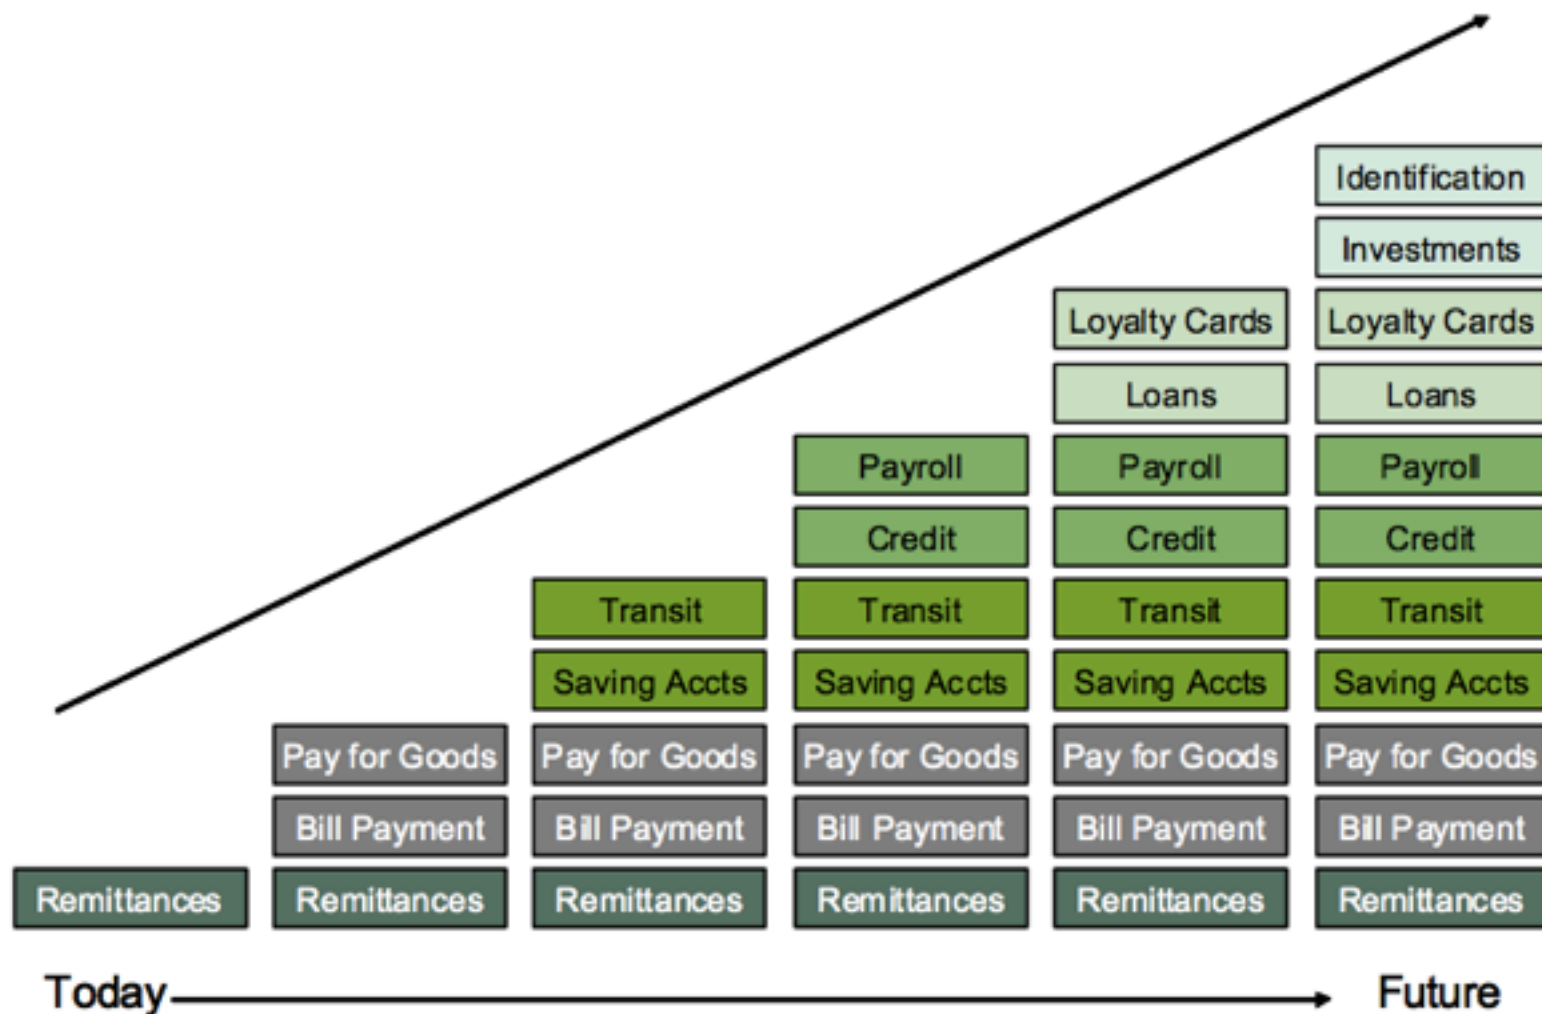 Identification
Investments
Loyalty Cards Loyalty Cards
Loans Loans
Payroll Payroll Payroll
Credit Credit Credit
Transit Transit Transit Transit
Saving Accts Saving Accts Saving Accts Saving Accts
Pay for Goods Pay for Goods Pay for Goods Pay for Goods Pay for Goods
Bill Payment Bill Payment Bill Payment Bill Payment Bill Payment
Remittances Remittances Remittances Remittances Remittances Remittances
Today Future